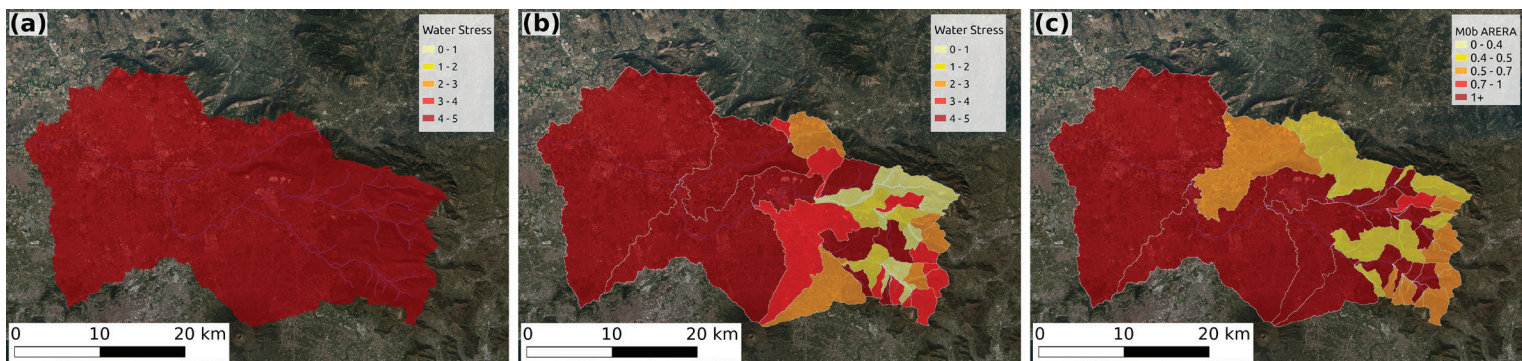 (a)
Water Stress
0 - 1
1 - 2
2 - 3
3 - 4
4 - 5
0 10 20 km
(b)
Water Stress
0 - 1
1 - 2
2 - 3
3 - 4
4 - 5
0 10 20 km
(c)
M0b ARERA
0 - 0.4
0.4 - 0.5
0.5 - 0.7
0.7 - 1
1+
0 10 20 km